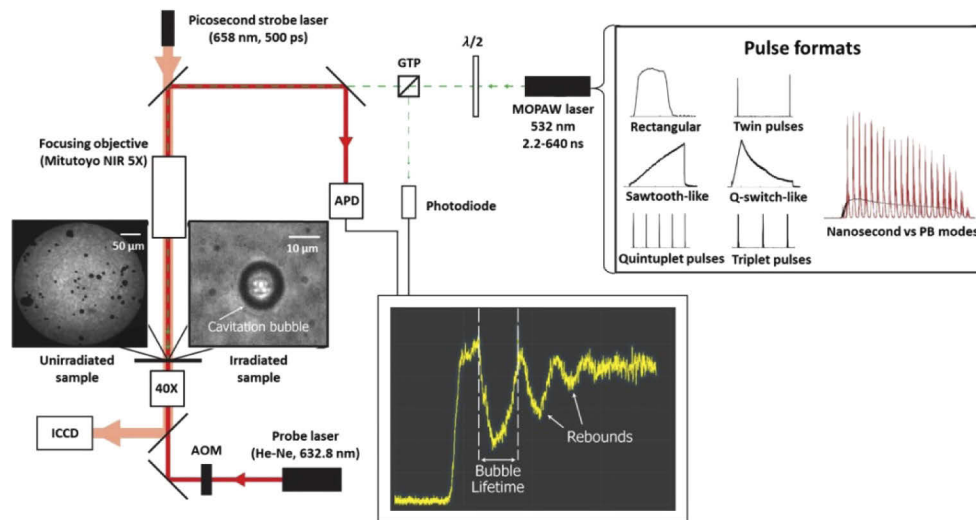 Picosecond strobe laser
(658 nm, 500 ps)
λ/2
GTP
MOPAW laser
532 nm
2.2-640 ns
Pulse formats
Rectangular
Twin pulses
Sawtooth-like
Q-switch-like
Nanosecond vs PB modes
Quintuplet pulses
Triplet pulses
Focusing objective
(Mitutoyo NIR 5X)
APD
Photodiode
50 μm
10 μm
Cavitation bubble
Unirradiated
sample
Irradiated
sample
40X
ICCD
AOM
Probe laser
(He-Ne, 632.8 nm)
Rebounds
Bubble
Lifetime